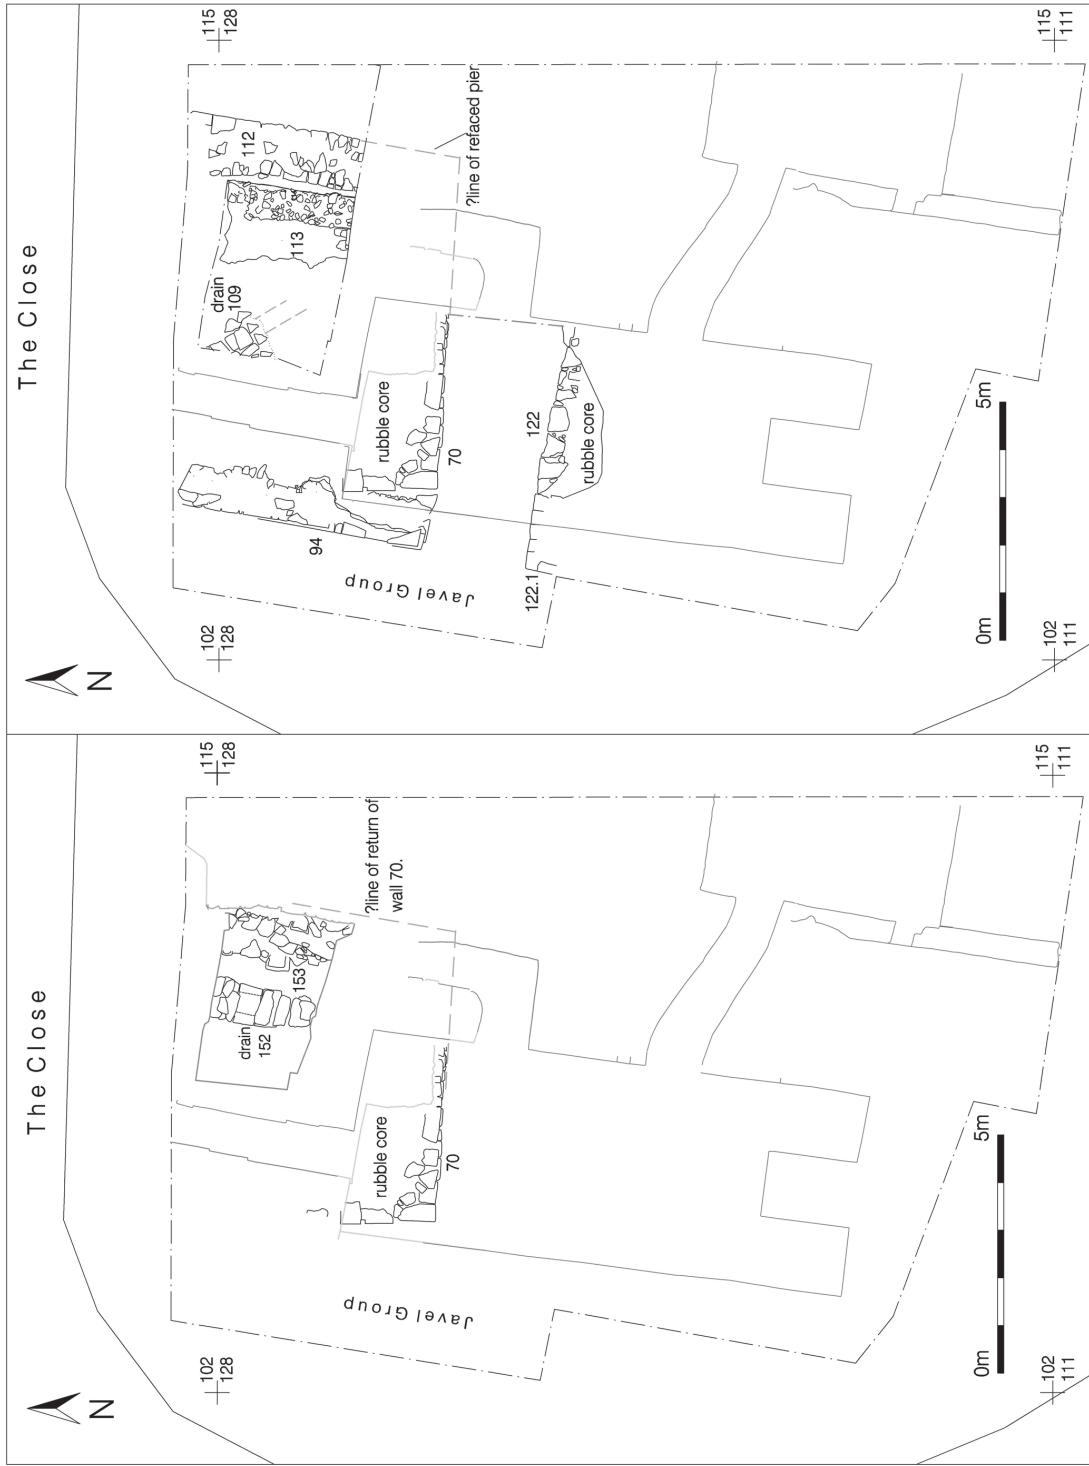 The Close
N
102
128
115
128
drain
152
153
?line of return of
wall 70.
rubble core
70
Javel Group
0m
5m
102
111
115
111
The Close
N
102
128
115
128
drain
109
112
113
94
?line of refaced pier
rubble core
70
Javel Group
122
122.1
rubble core
0m
5m
102
111
115
111